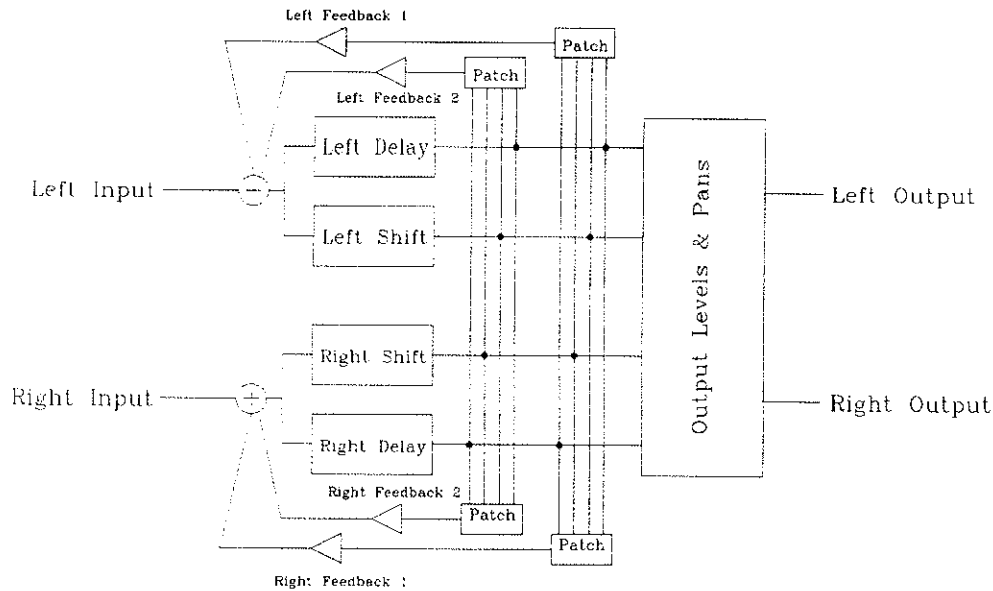 Left Feedback 1
Patch
Patch
Left Feedback 2
Left Delay
Left Input
Left Output
Left Shift
Output Levels & Pans
Right Shift
Right Input
Right Output
Right Delay
Right Feedback 2
Patch
Patch
Right Feedback 1